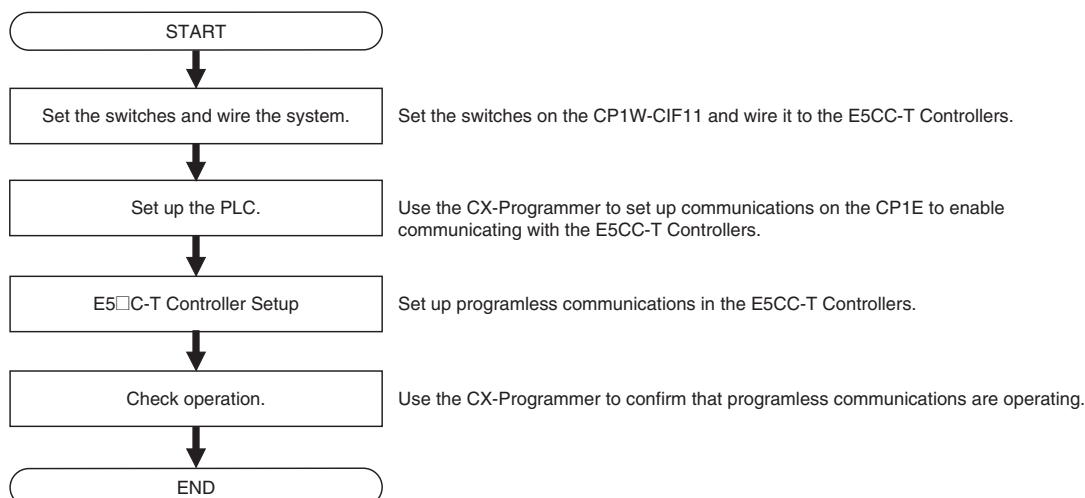 START
Set the switches and wire the system.
Set the switches on the CP1W-CIF11 and wire it to the E5CC-T Controllers.
Set up the PLC.
Use the CX-Programmer to set up communications on the CP1E to enable
communicating with the E5CC-T Controllers.
E5□C-T Controller Setup
Set up programless communications in the E5CC-T Controllers.
Check operation.
Use the CX-Programmer to confirm that programless communications are operating.
END